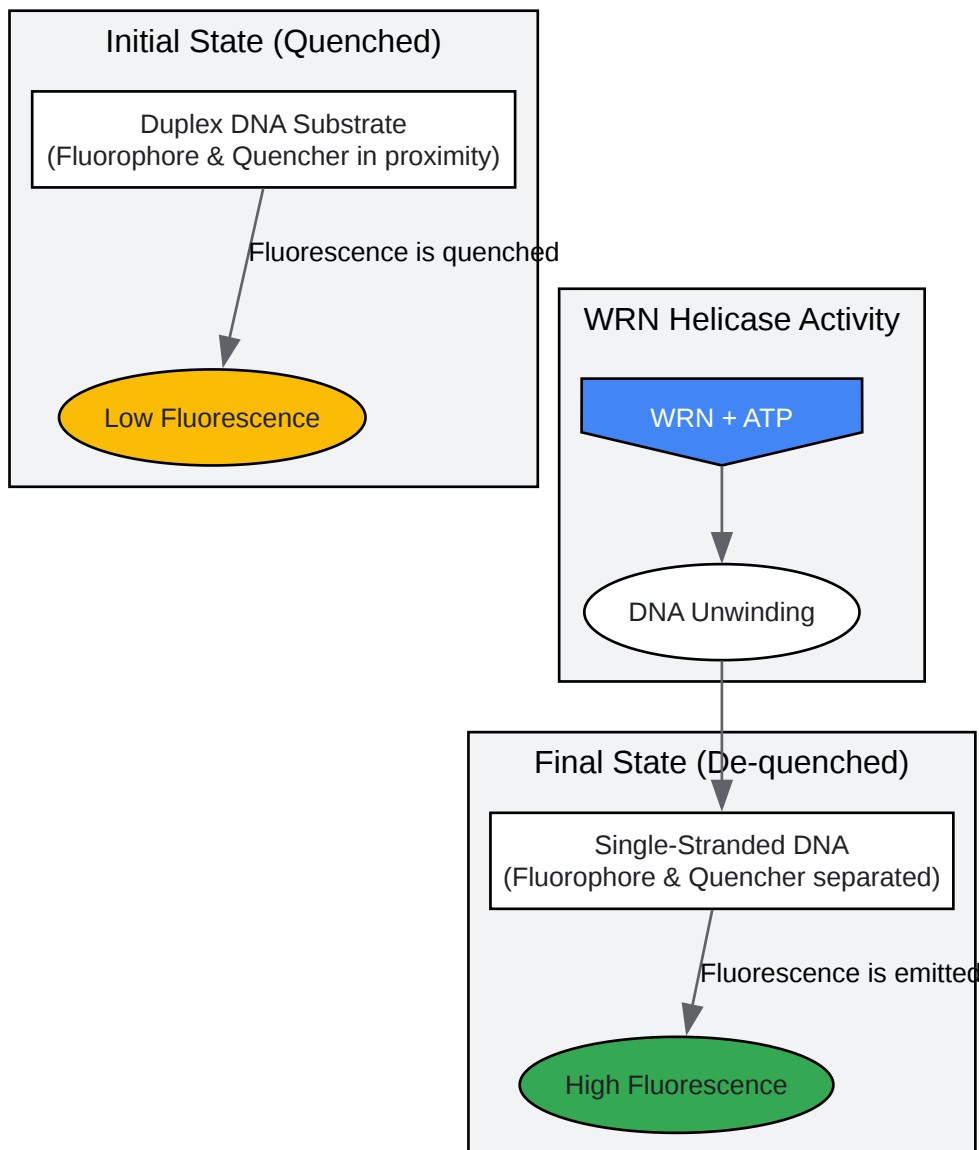 Initial State (Quenched)
Duplex DNA Substrate
(Fluorophore & Quencher in proximity)
Fluorescence is quenched
Low Fluorescence
WRN Helicase Activity
WRN + ATP
DNA Unwinding
Final State (De-quenched)
Single-Stranded DNA
(Fluorophore & Quencher separated)
Fluorescence is emitted
High Fluorescence